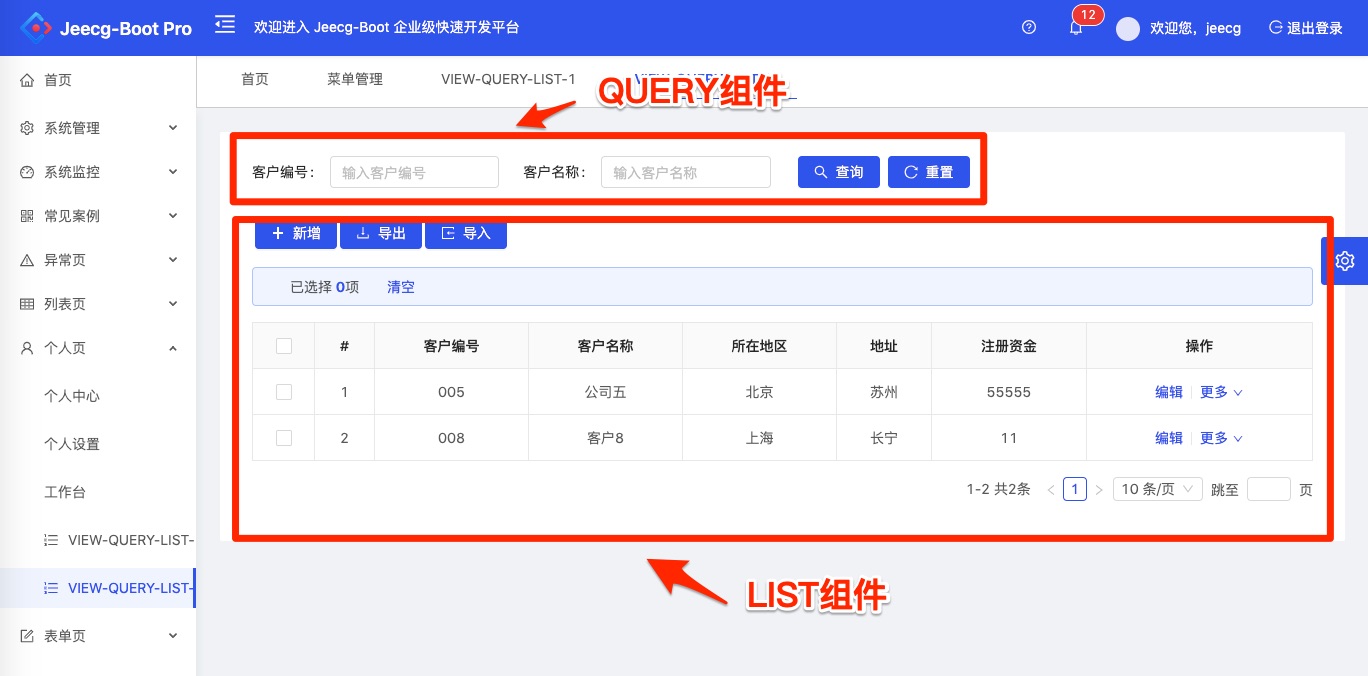 Jeecg-Boot Pro
欢迎进入 Jeecg-Boot 企业级快速开发平台
12
欢迎您，jeecg
退出登录
首页
系统管理
系统监控
常见案例
异常页
列表页
个人页
个人中心
个人设置
工作台
VIEW-QUERY-LIST-
VIEW-QUERY-LIST-
表单页
首页 菜单管理 VIEW-QUERY-LIST-1
QUERY组件
客户编号： 输入客户编号 客户名称： 输入客户名称 查询 重置
新增 导出 导入
已选择 0项 清空
# 客户编号 客户名称 所在地区 地址 注册资金 操作
1 005 公司五 北京 苏州 55555 编辑 更多
2 008 客户8 上海 长宁 11 编辑 更多
1-2 共2条 < 1 > 10 条/页 跳至 页
LIST组件